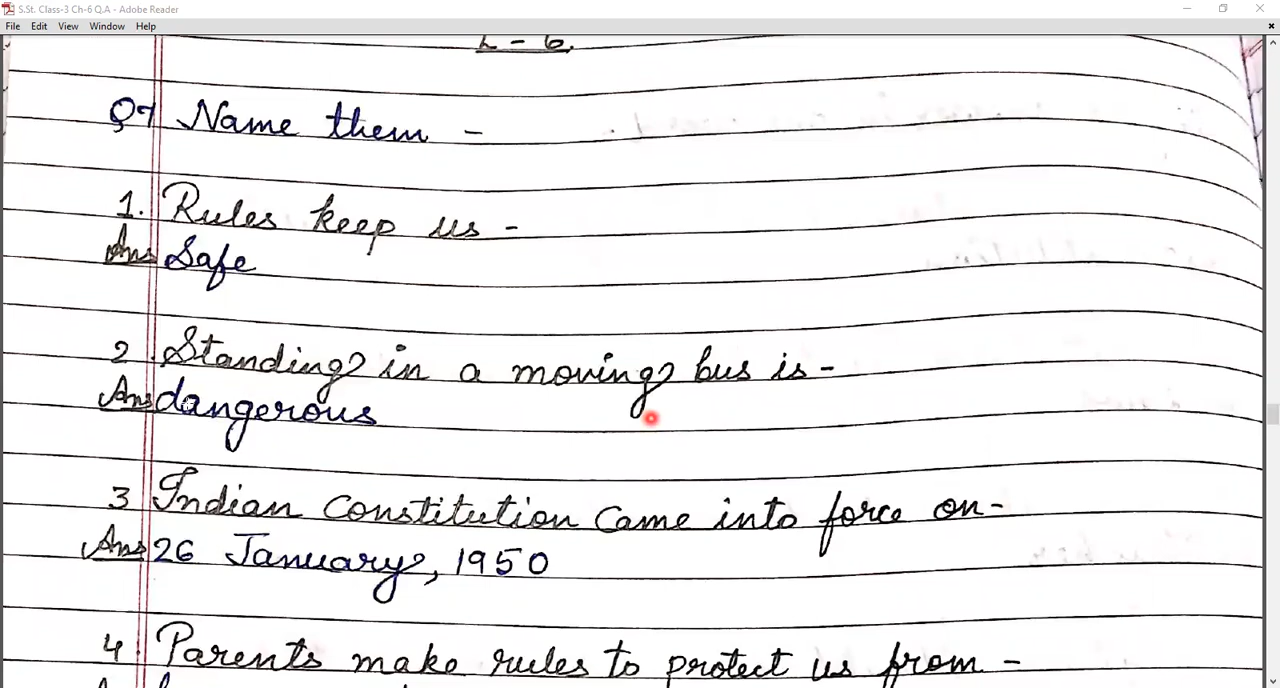 S.St. Class-3 Ch-6 Q.A - Adobe Reader
File Edit View Window Help
L - 6.
Q7 Name them -
1. Rules keep us -
Ans Safe
2. Standing in a moving bus is -
Ans dangerous
3 Indian Constitution came into force on -
Ans 26 January, 1950
4. Parents make rules to protect us from -